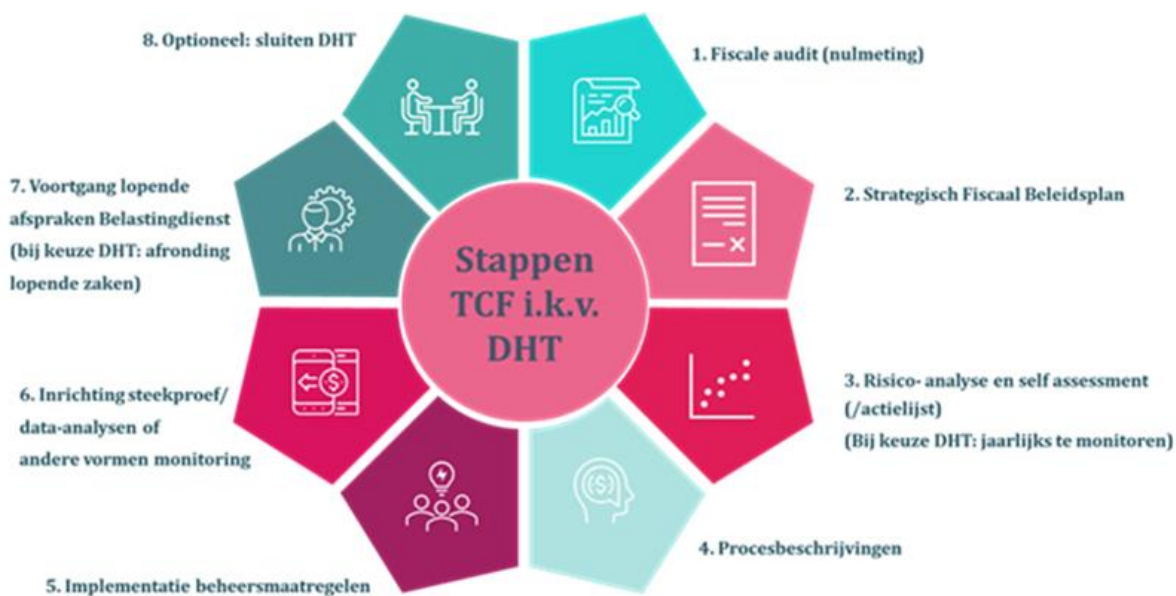 Stappen
TCF i.k.v.
DHT
1. Fiscale audit (nulmeting)
2. Strategisch Fiscaal Beleidsplan
3. Risico- analyse en self assessment
(/actielijst)
(Bij keuze DHT: jaarlijks te monitoren)
4. Procesbeschrijvingen
5. Implementatie beheersmaatregelen
6. Inrichting steekproef/
data-analysen of
andere vormen monitoring
7. Voortgang lopende
afspraken Belastingdienst
(bij keuze DHT: afronding
lopende zaken)
8. Optioneel: sluiten DHT